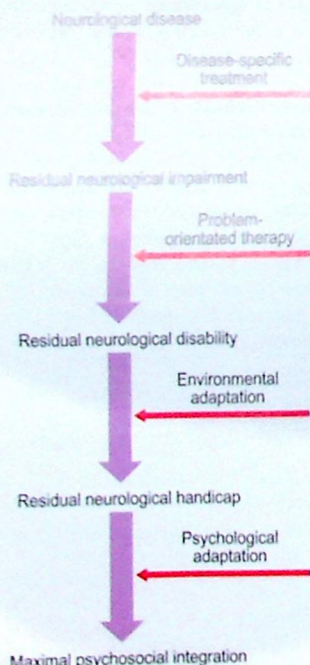 Neurological disease
Disease-specific
treatment
Residual neurological impairment
Problem-
orientated therapy
Residual neurological disability
Environmental
adaptation
Residual neurological handicap
Psychological
adaptation
Maximal psychosocial integration